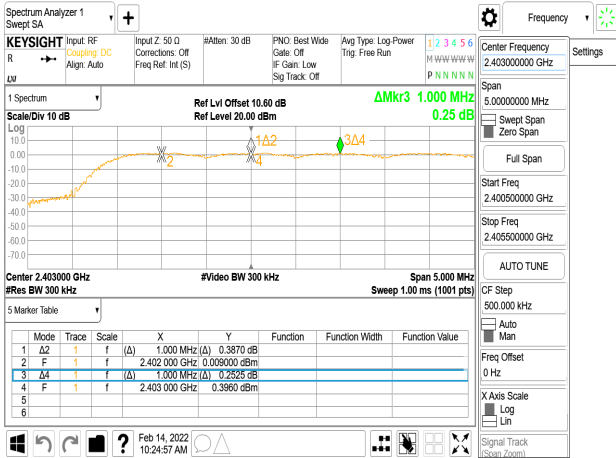 Spectrum Analyzer 1
Swept SA
Frequency
KEYSIGHT
R
Input: RF
Coupling: DC
Align: Auto
Input Z: 50 Ω
Corrections: Off
Freq Ref: Int (S)
#Atten: 30 dB
PNO: Best Wide
Gate: Off
IF Gain: Low
Sig Track: Off
Avg Type: Log-Power
Trig: Free Run
1 2 3 4 5 6
M W W W W W
P N N N N N
1 Spectrum
Scale/Div 10 dB
Ref Lvl Offset 10.60 dB
Ref Level 20.00 dBm
ΔMkr3 1.000 MHz
0.25 dB
Log
10.0
0.00
-10.0
-20.0
-30.0
-40.0
-50.0
-60.0
-70.0
2
1Δ2
4
3Δ4
Center 2.403000 GHz
#Res BW 300 kHz
#Video BW 300 kHz
Span 5.000 MHz
Sweep 1.00 ms (1001 pts)
5 Marker Table
Mode Trace Scale X Y Function Function Width Function Value
1 Δ2 1 f (Δ) 1.000 MHz (Δ) 0.3870 dB
2 F 1 f 2.402 000 GHz 0.009000 dBm
3 Δ4 1 f (Δ) 1.000 MHz (Δ) 0.2525 dB
4 F 1 f 2.403 000 GHz 0.3960 dBm
5
6
Feb 14, 2022
10:24:57 AM
Center Frequency
2.403000000 GHz
Settings
Span
5.00000000 MHz
Swept Span
Zero Span
Full Span
Start Freq
2.400500000 GHz
Stop Freq
2.405500000 GHz
AUTO TUNE
CF Step
500.000 kHz
Auto
Man
Freq Offset
0 Hz
X Axis Scale
Log
Lin
Signal Track
(Span Zoom)